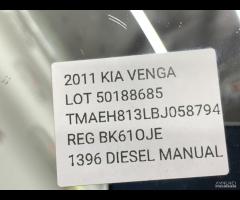 2011 KIA VENGA
LOT 50188685
TMAEH813LBJ058794
REG BK61OJE
1396 DIESEL MANUAL